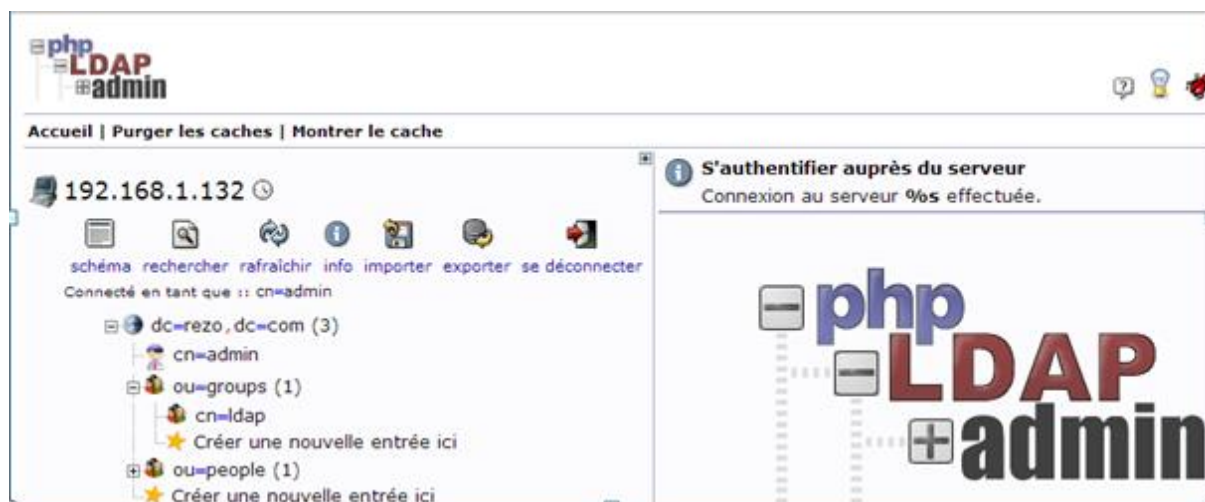 php
LDAP
admin
Accueil | Purger les caches | Montrer le cache
192.168.1.132
schéma rechercher rafraîchir info importer exporter se déconnecter
Connecté en tant que :: cn=admin
dc=rezo,dc=com (3)
cn=admin
ou=groups (1)
cn=ldap
Créer une nouvelle entrée ici
ou=people (1)
Créer une nouvelle entrée ici
S'authentifier auprès du serveur
Connexion au serveur %s effectuée.
php
LDAP
admin